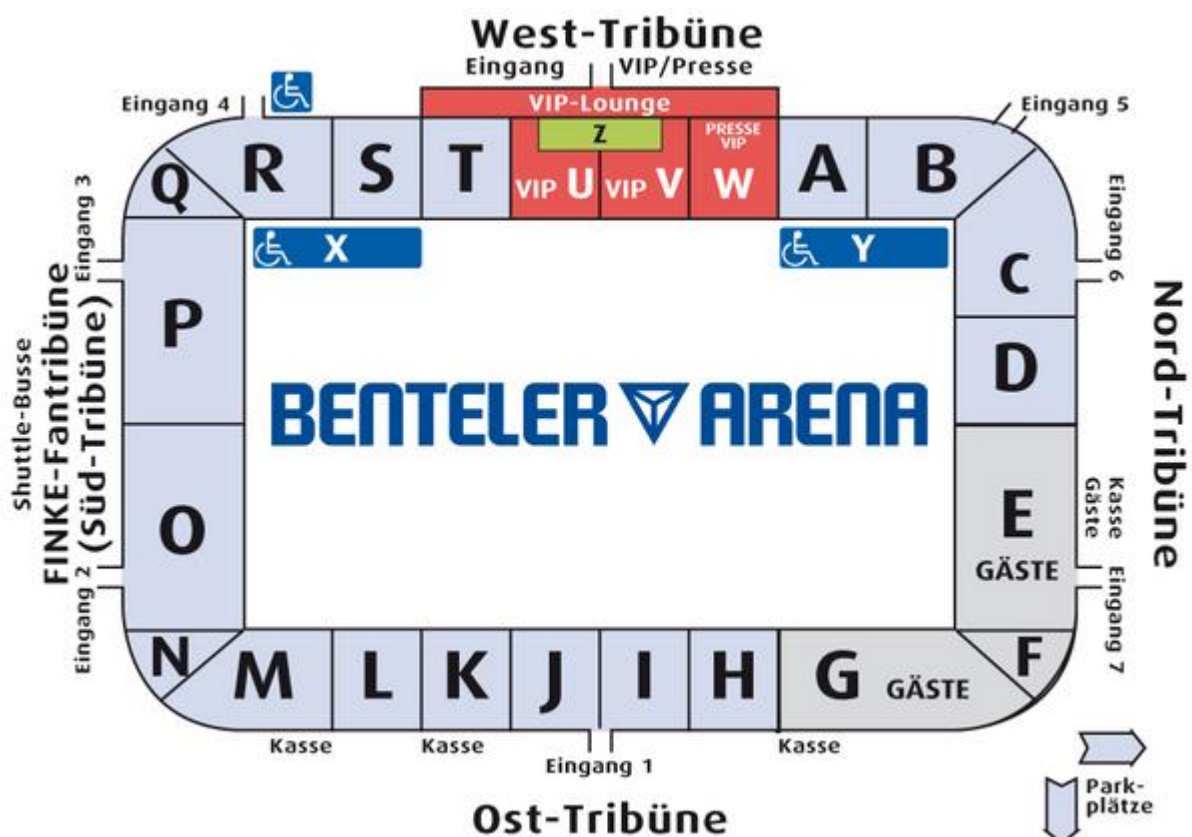 West-Tribüne
Eingang VIP/Presse
Eingang 4
VIP-Lounge
Eingang 5
Z
PRESSE
VIP
Q
R
S
T
VIP U
VIP V
W
A
B
Eingang 3
X
Y
C
Eingang 6
P
D
Shuttle-Busse
FINKE-Fantribüne
(Süd-Tribüne)
BENTELER ARENA
Nord-Tribüne
O
E
GÄSTE
Kasse
Gäste
Eingang 2
Eingang 7
N
M
L
K
J
I
H
G GÄSTE
F
Kasse
Kasse
Eingang 1
Kasse
Park-
plätze
Ost-Tribüne